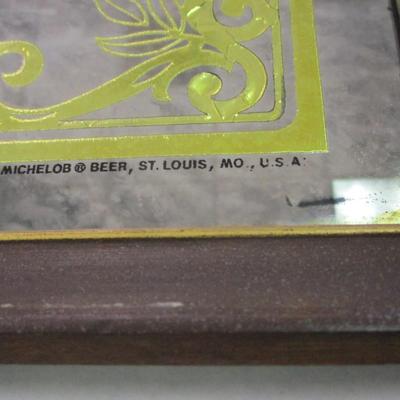 MICHELOB ® BEER, ST. LOUIS, MO., U.S.A.